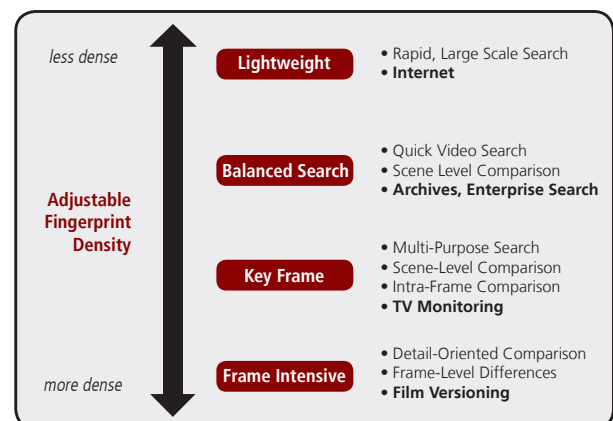 less dense
Lightweight
• Rapid, Large Scale Search
• Internet
Balanced Search
• Quick Video Search
• Scene Level Comparison
• Archives, Enterprise Search
Adjustable
Fingerprint
Density
Key Frame
• Multi-Purpose Search
• Scene-Level Comparison
• Intra-Frame Comparison
• TV Monitoring
more dense
Frame Intensive
• Detail-Oriented Comparison
• Frame-Level Differences
• Film Versioning